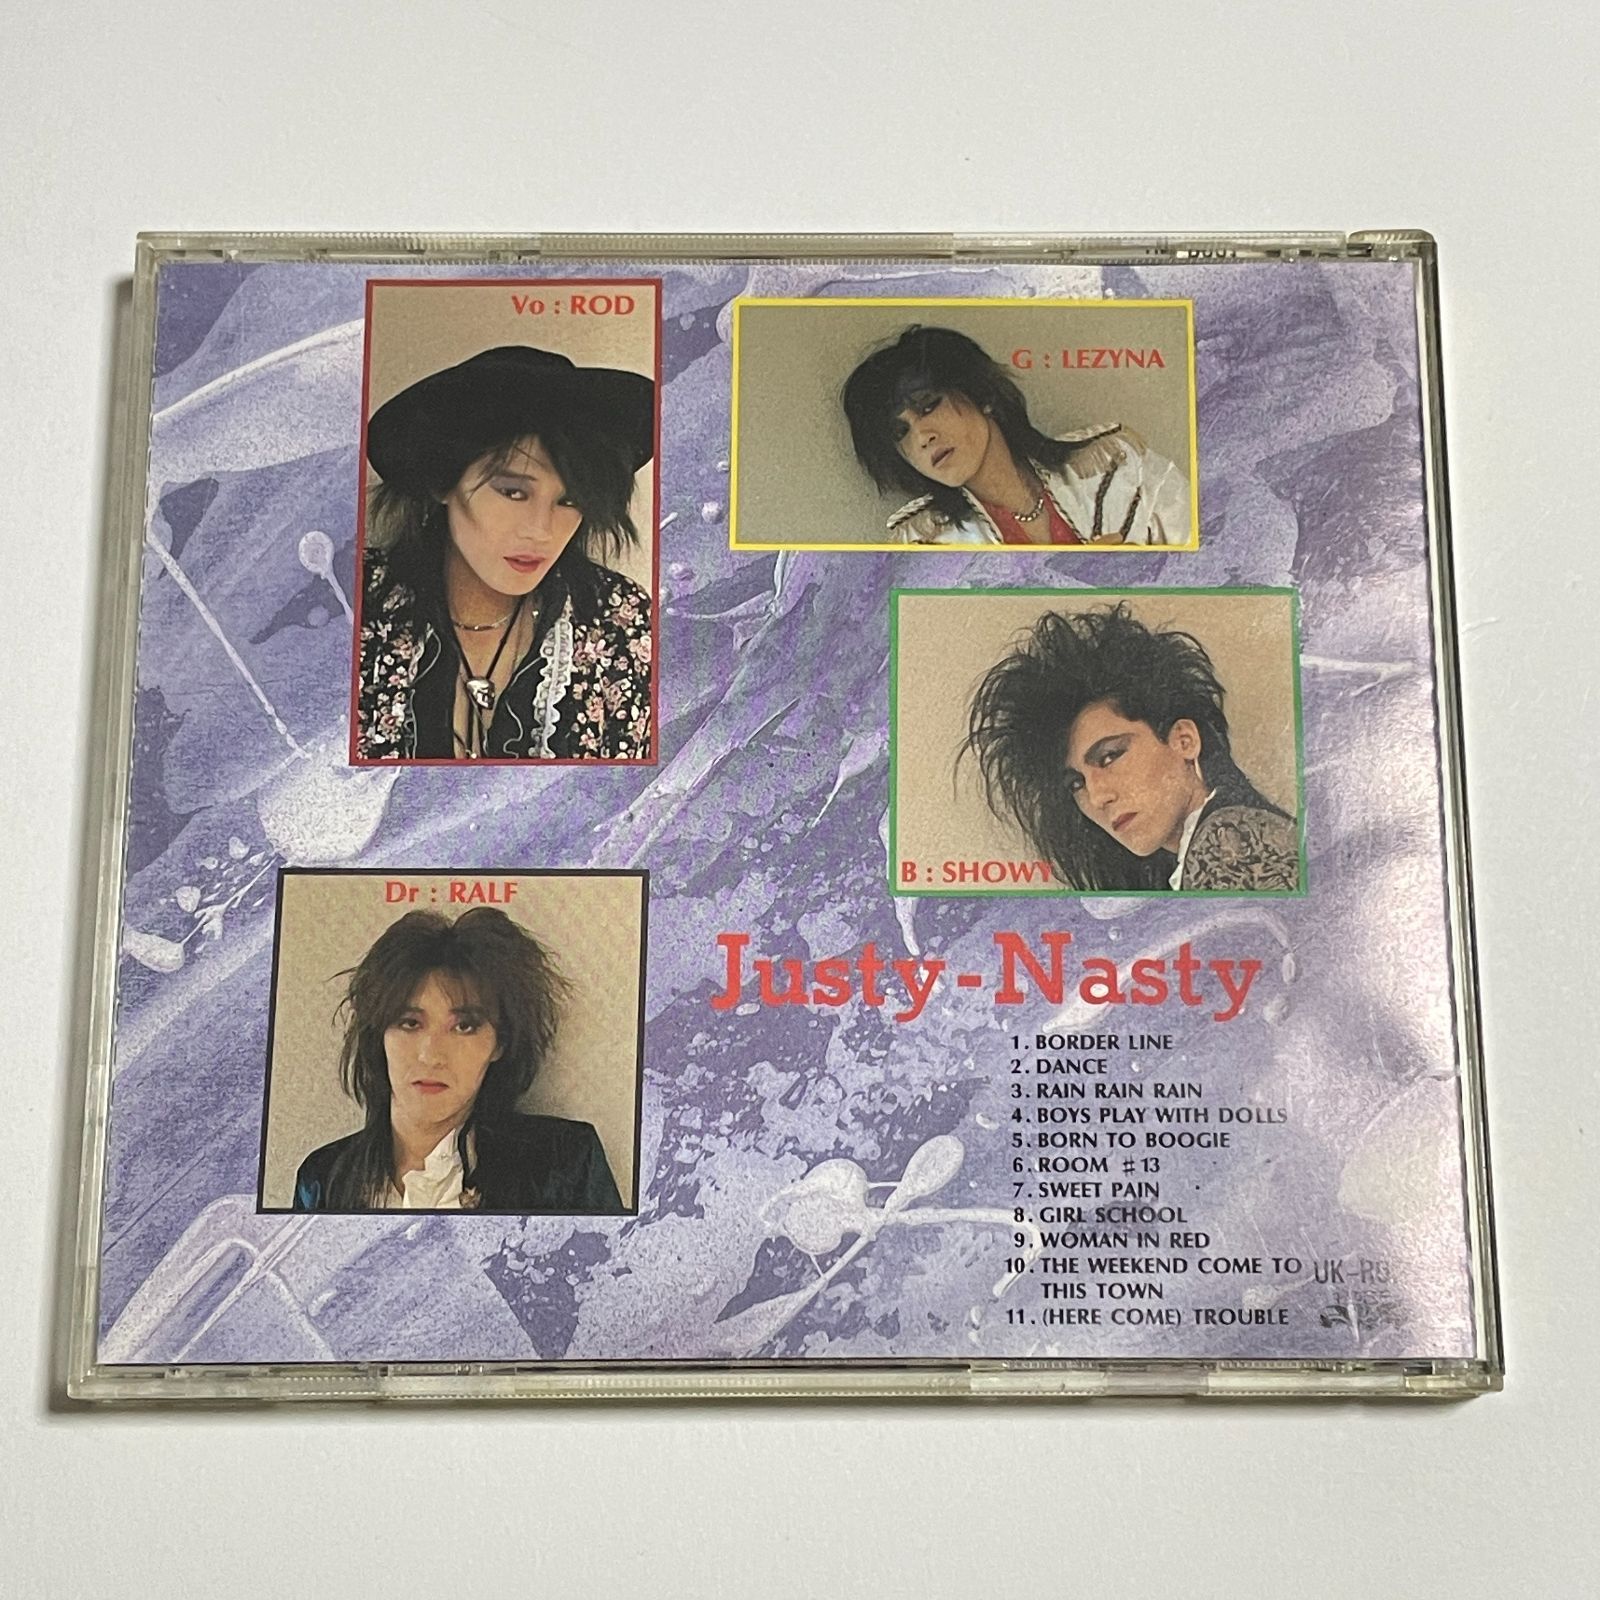 Vo : ROD
G : LEZYNA
B : SHOWY
Dr : RALF
Justy-Nasty
1. BORDER LINE
2. DANCE
3. RAIN RAIN RAIN
4. BOYS PLAY WITH DOLLS
5. BORN TO BOOGIE
6. ROOM ♯13
7. SWEET PAIN
8. GIRL SCHOOL
9. WOMAN IN RED
10. THE WEEKEND COME TO
THIS TOWN
11. (HERE COME) TROUBLE